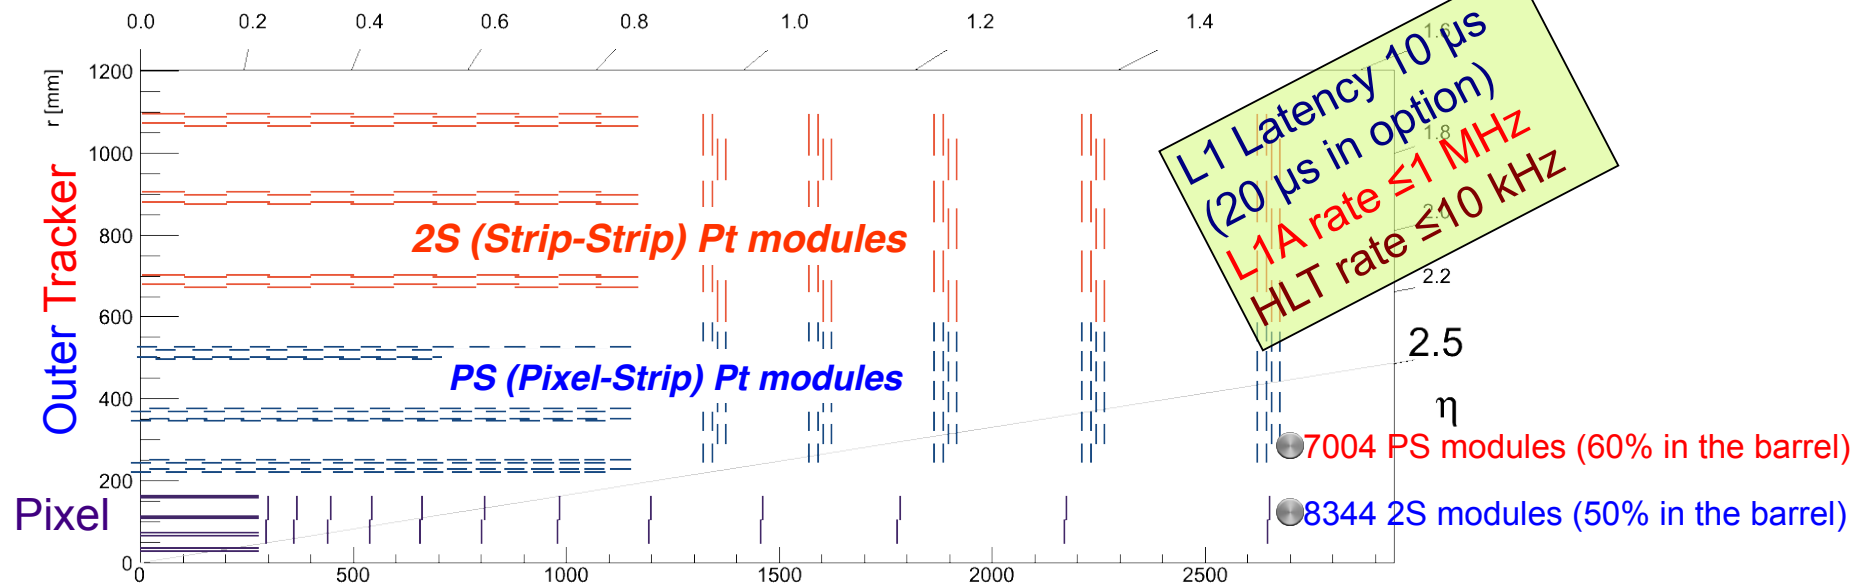 0.0 0.2 0.4 0.6 0.8 1.0 1.2 1.4 1.6
1200
r [mm]
L1 Latency 10 µs
(20 µs in option)
L1A rate ≤1 MHz
HLT rate ≤10 kHz
1000
1.8
800
2.0
2S (Strip-Strip) Pt modules
2.2
600
2.5
Outer Tracker
PS (Pixel-Strip) Pt modules
400
η
7004 PS modules (60% in the barrel)
200
Pixel
8344 2S modules (50% in the barrel)
0
0 500 1000 1500 2000 2500